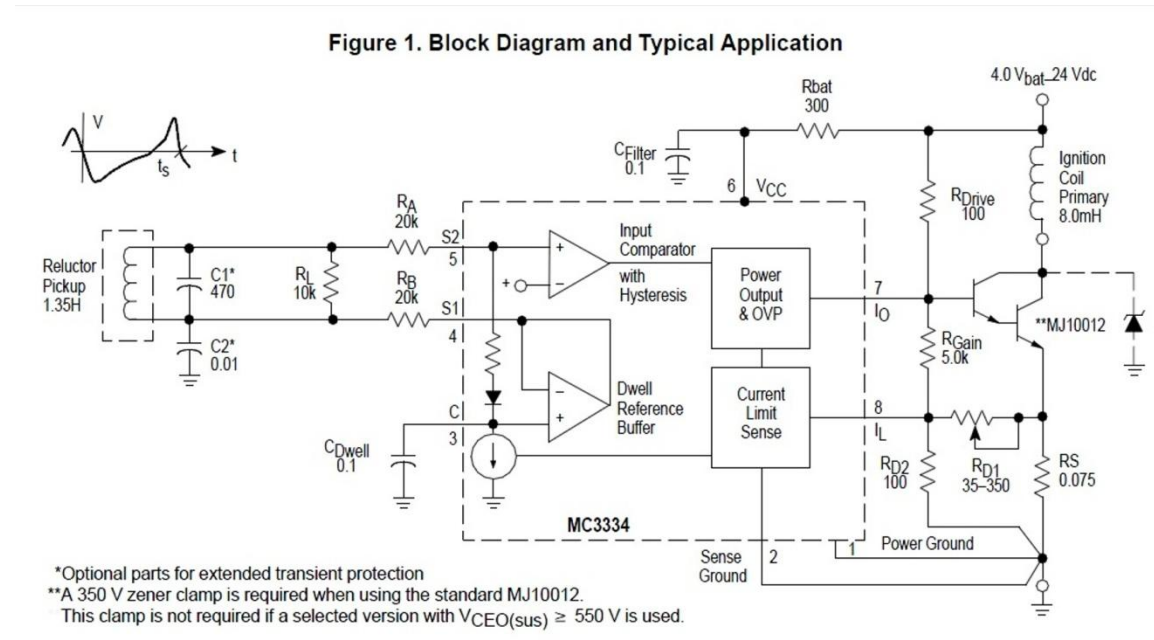 Figure 1. Block Diagram and Typical Application
4.0 Vbat_24 Vdc
Rbat
300
V
t
ts
CFilter
0.1
6
VCC
RDrive
100
Ignition
Coil
Primary
8.0mH
RA
20k
S2
5
Input
Comparator
with
Hysteresis
+
−
+
Power
Output
& OVP
7
IO
Reluctor
Pickup
1.35H
C1*
470
RL
10k
RB
20k
S1
4
**MJ10012
RGain
5.0k
C2*
0.01
−
+
Dwell
Reference
Buffer
Current
Limit
Sense
8
IL
C
3
CDwell
0.1
RD2
100
RD1
35–350
RS
0.075
MC3334
Sense
Ground
2
1
Power Ground
*Optional parts for extended transient protection
**A 350 V zener clamp is required when using the standard MJ10012.
This clamp is not required if a selected version with VCEO(sus) ≥ 550 V is used.